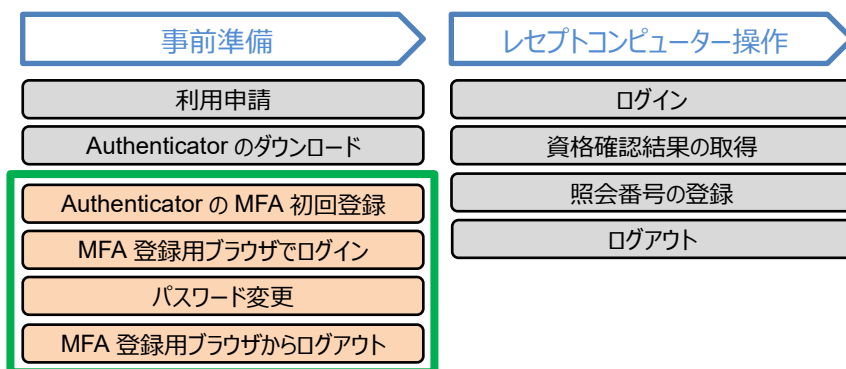 事前準備
利用申請
Authenticator のダウンロード
Authenticator の MFA 初回登録
MFA 登録用ブラウザでログイン
パスワード変更
MFA 登録用ブラウザからログアウト
レセプトコンピューター操作
ログイン
資格確認結果の取得
照会番号の登録
ログアウト